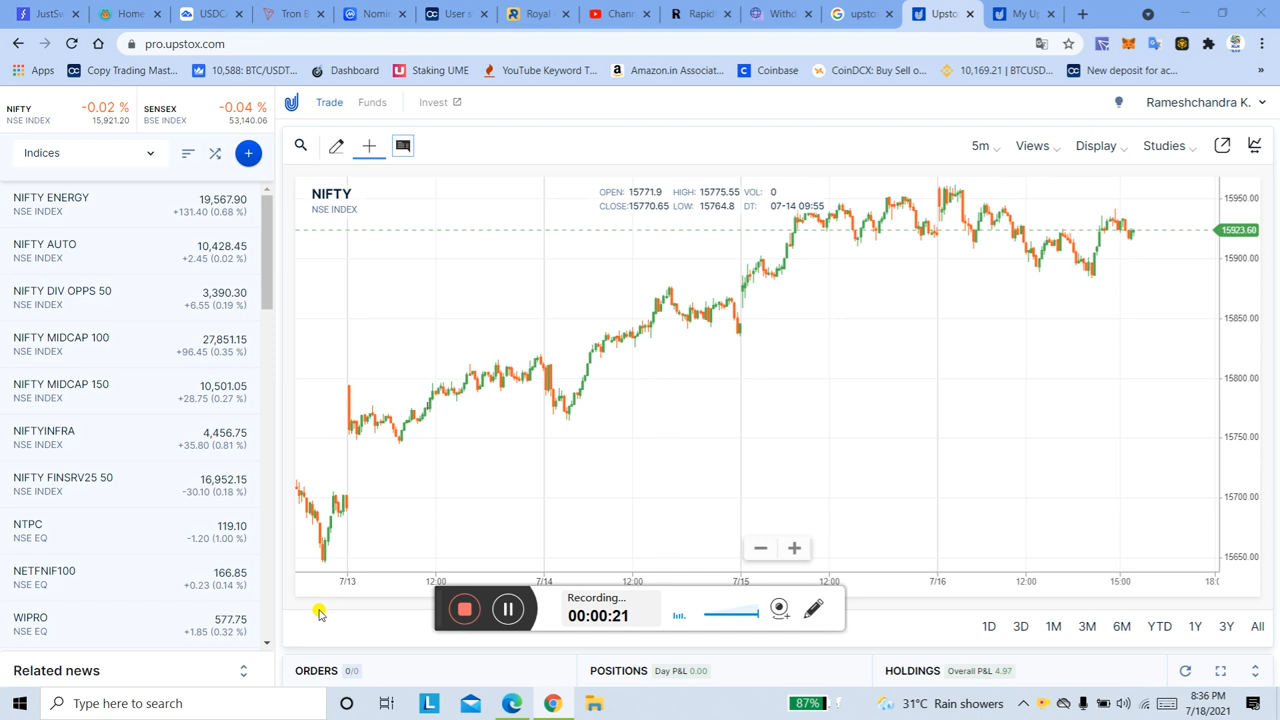 JustSw
Home
USDCC
Tron B
Nomin
User s
Royal
Chann
Rapidl
Withd
upstox
Upsto
My Up
pro.upstox.com
Apps
Copy Trading Mast...
10,588: BTC/USDT...
Dashboard
Staking UME
YouTube Keyword T...
Amazon.in Associat...
Coinbase
CoinDCX: Buy Sell o...
10,169.21 | BTCUSD...
New deposit for ac...
NIFTY -0.02 %
NSE INDEX 15,921.20
SENSEX -0.04 %
BSE INDEX 53,140.06
Trade
Funds
Invest
Rameshchandra K.
Indices
5m
Views
Display
Studies
NIFTY ENERGY 19,567.90
NSE INDEX +131.40 (0.68 %)
NIFTY AUTO 10,428.45
NSE INDEX +2.45 (0.02 %)
NIFTY DIV OPPS 50 3,390.30
NSE INDEX +6.55 (0.19 %)
NIFTY MIDCAP 100 27,851.15
NSE INDEX +96.45 (0.35 %)
NIFTY MIDCAP 150 10,501.05
NSE INDEX +28.75 (0.27 %)
NIFTYINFRA 4,456.75
NSE INDEX +35.80 (0.81 %)
NIFTY FINSRV25 50 16,952.15
NSE INDEX -30.10 (0.18 %)
NTPC 119.10
NSE EQ -1.20 (1.00 %)
NETFNIF100 166.85
NSE EQ +0.23 (0.14 %)
WIPRO 577.75
NSE EQ +1.85 (0.32 %)
Related news
NIFTY
NSE INDEX
OPEN: 15771.9 HIGH: 15775.55 VOL: 0
CLOSE: 15770.65 LOW: 15764.8 DT: 07-14 09:55
15950.00
15923.60
15900.00
15850.00
15800.00
15750.00
15700.00
15650.00
7/13 12:00 7/14 12:00 7/15 12:00 7/16 12:00 15:00 18:
Recording...
00:00:21
1D 3D 1M 3M 6M YTD 1Y 3Y All
ORDERS 0/0
POSITIONS Day P&L 0.00
HOLDINGS Overall P&L 4.97
Type here to search
87%
31°C Rain showers
8:36 PM
7/18/2021